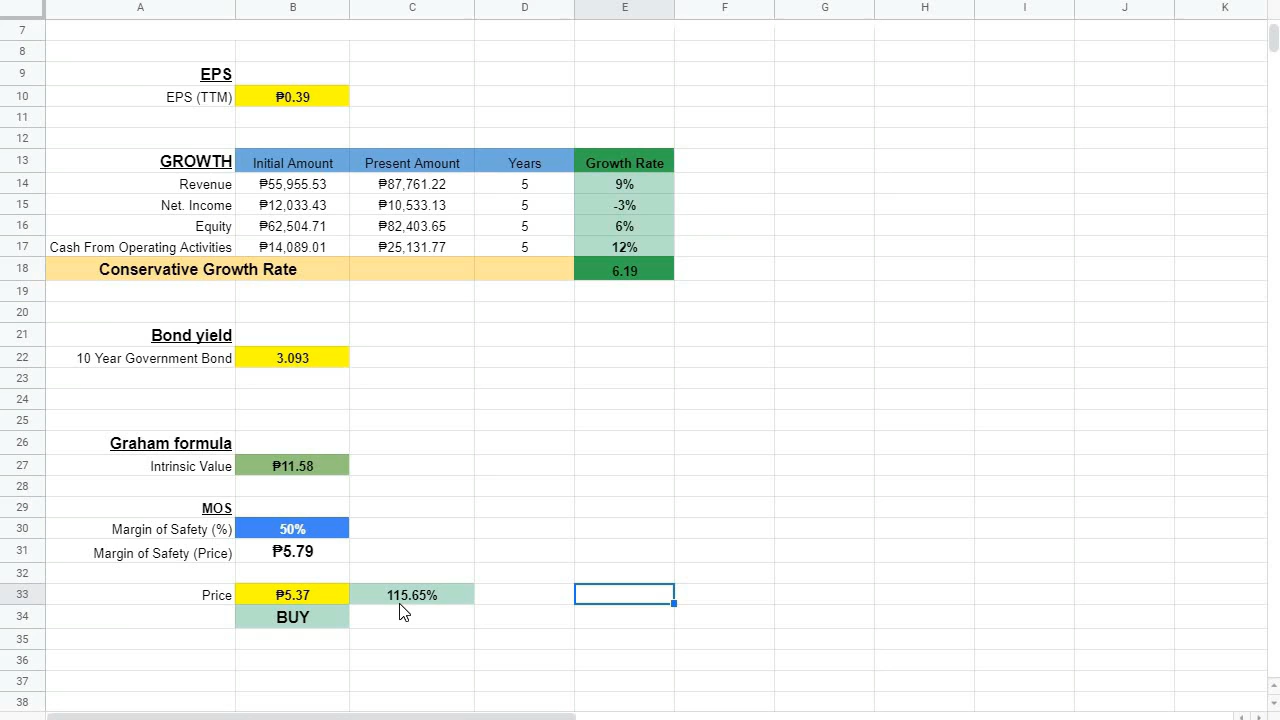 A B C D E F G H I J K
7
8
9 EPS
10 EPS (TTM) ₱0.39
11
12
13 GROWTH Initial Amount Present Amount Years Growth Rate
14 Revenue ₱55,955.53 ₱87,761.22 5 9%
15 Net. Income ₱12,033.43 ₱10,533.13 5 -3%
16 Equity ₱62,504.71 ₱82,403.65 5 6%
17 Cash From Operating Activities ₱14,089.01 ₱25,131.77 5 12%
18 Conservative Growth Rate 6.19
19
20
21 Bond yield
22 10 Year Government Bond 3.093
23
24
25
26 Graham formula
27 Intrinsic Value ₱11.58
28
29 MOS
30 Margin of Safety (%) 50%
31 Margin of Safety (Price) ₱5.79
32
33 Price ₱5.37 115.65%
34 BUY
35
36
37
38